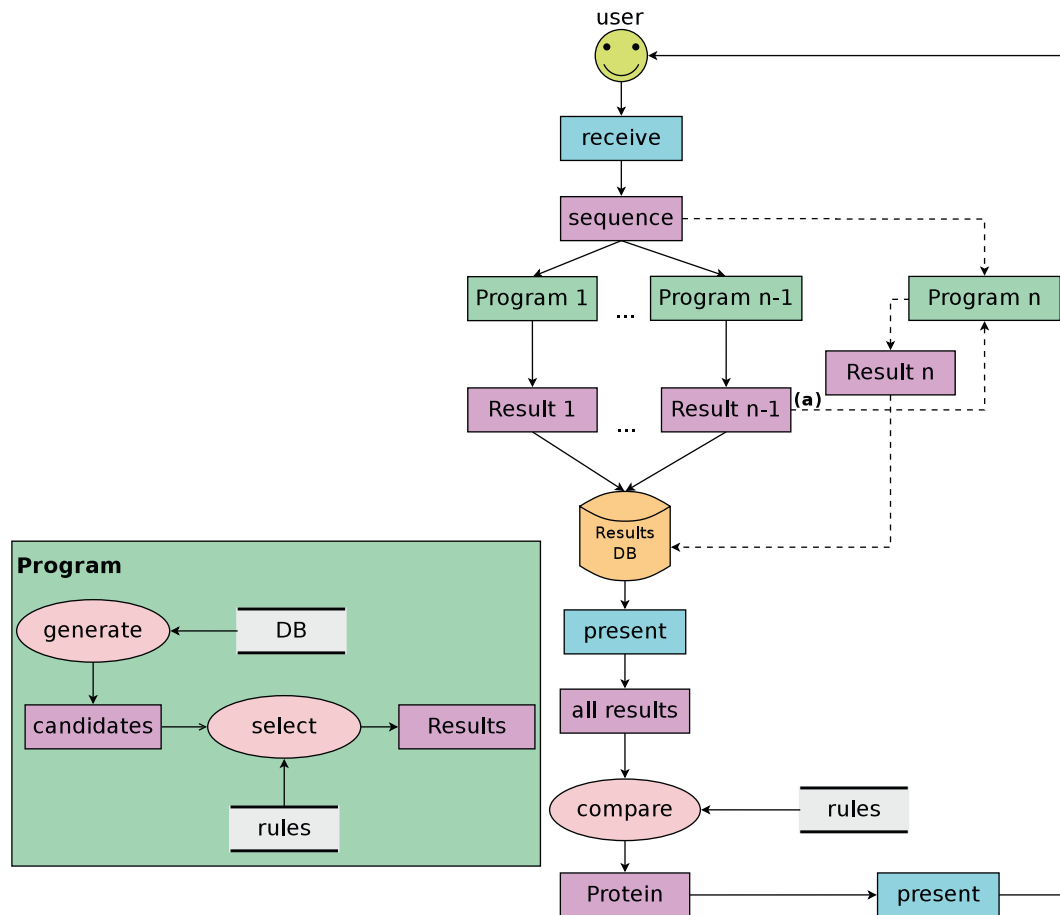 user
receive
sequence
Program 1
...
Program n-1
Program n
Result n
Result 1
...
Result n-1
(a)
Results
DB
Program
generate
DB
candidates
select
Results
rules
present
all results
compare
rules
Protein
present